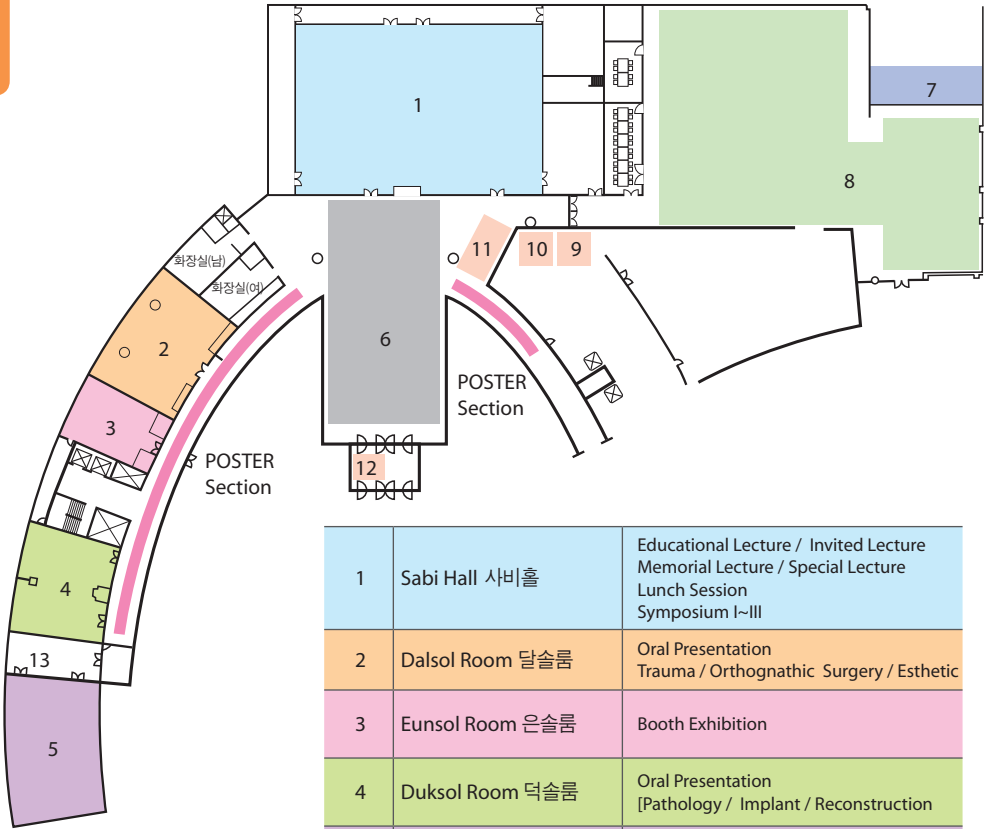 1
7
8
11
10
9
화장실(남)
화장실(여)
2
6
3
POSTER
Section
POSTER
Section
12
4
13
5
1 Sabi Hall 사비홀 Educational Lecture / Invited Lecture
Memorial Lecture / Special Lecture
Lunch Session
Symposium I~III
2 Dalsol Room 달솔룸 Oral Presentation
Trauma / Orthognathic Surgery / Esthetic
3 Eunsol Room 은솔룸 Booth Exhibition
4 Duksol Room 덕솔룸 Oral Presentation
[Pathology / Implant / Reconstruction